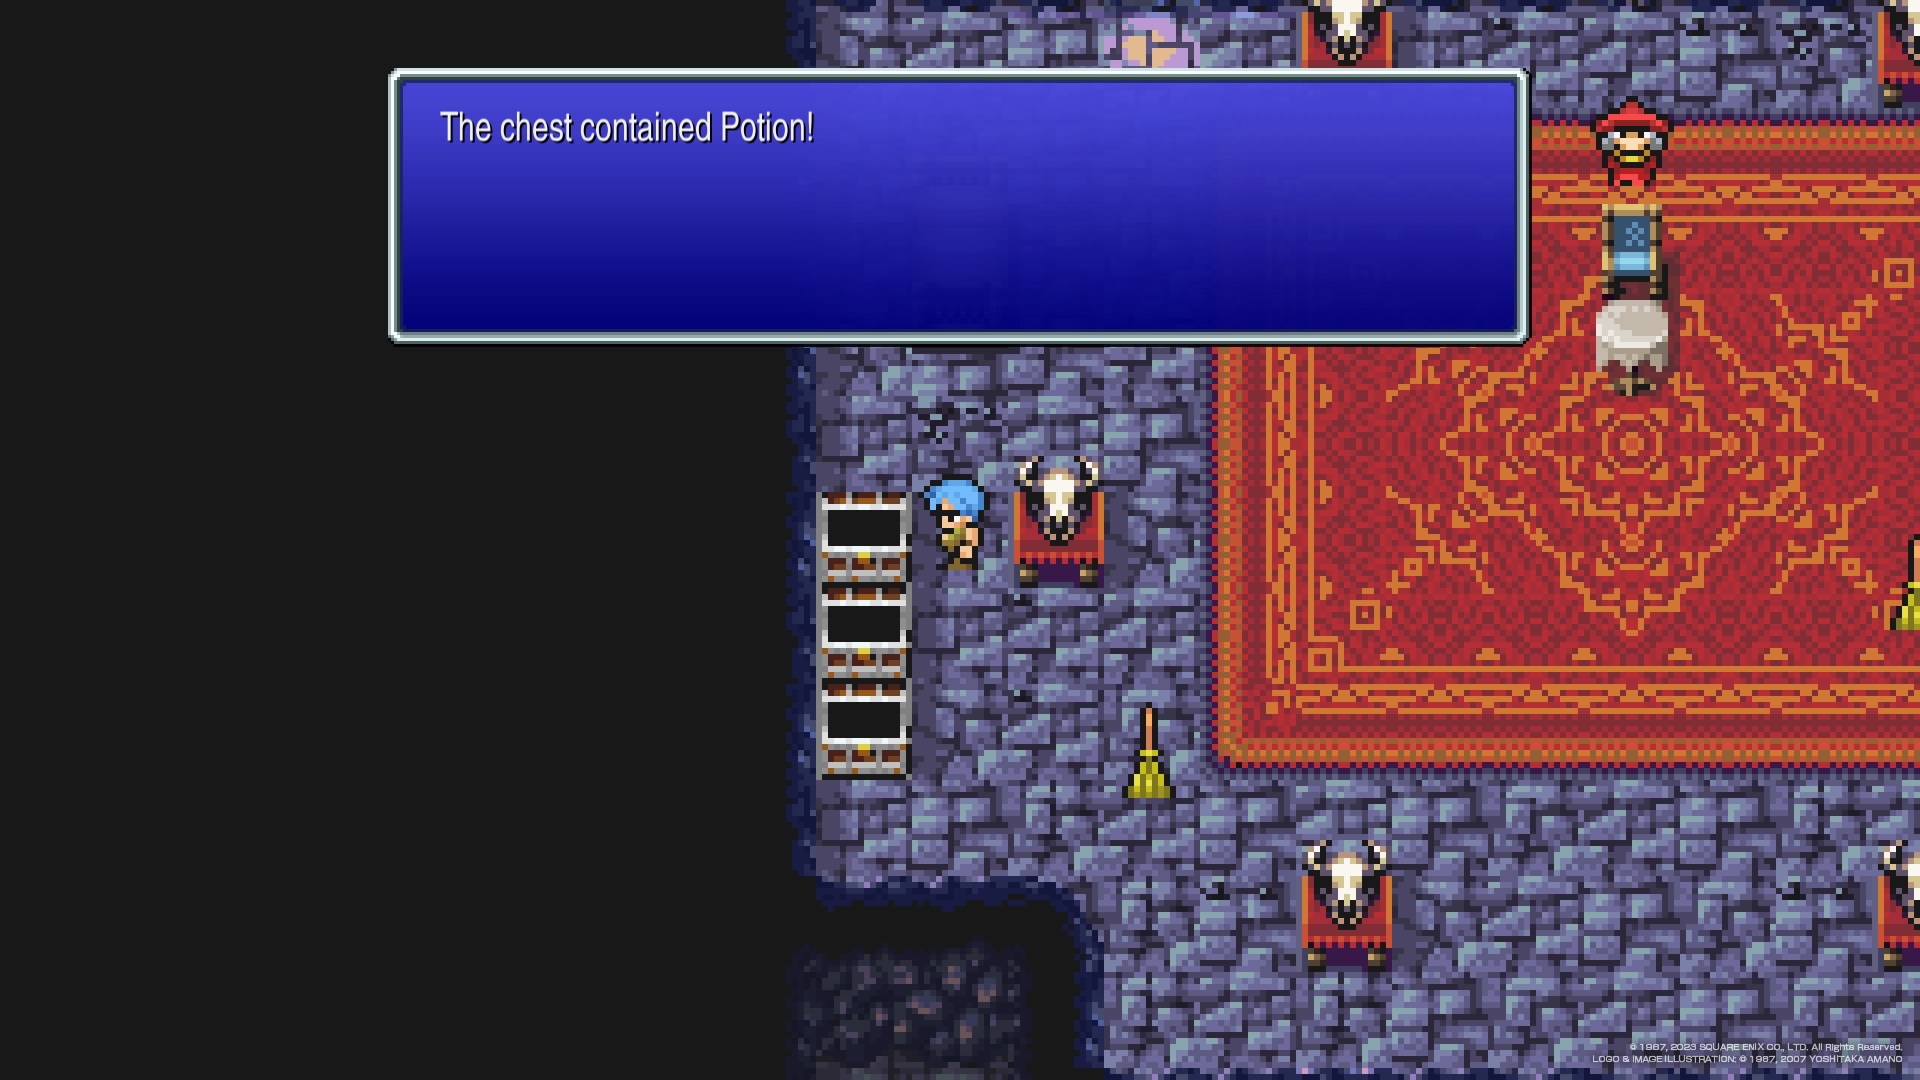 The chest contained Potion!
© 1987, 2023 SQUARE ENIX CO., LTD. All Rights Reserved.
LOGO & IMAGE ILLUSTRATION: © 1987, 2007 YOSHITAKA AMANO